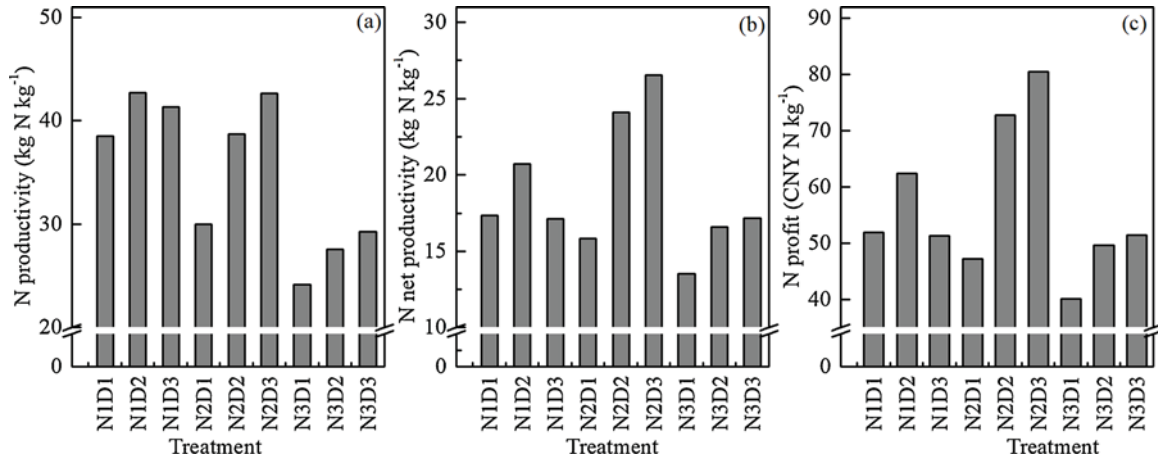 (a)
N productivity (kg N kg-1)
50
40
30
20
0
N1D1
N1D2
N1D3
N2D1
N2D2
N2D3
N3D1
N3D2
N3D3
Treatment
(b)
N net productivity (kg N kg-1)
30
25
20
15
10
0
N1D1
N1D2
N1D3
N2D1
N2D2
N2D3
N3D1
N3D2
N3D3
Treatment
(c)
N profit (CNY N kg-1)
90
80
70
60
50
40
0
N1D1
N1D2
N1D3
N2D1
N2D2
N2D3
N3D1
N3D2
N3D3
Treatment